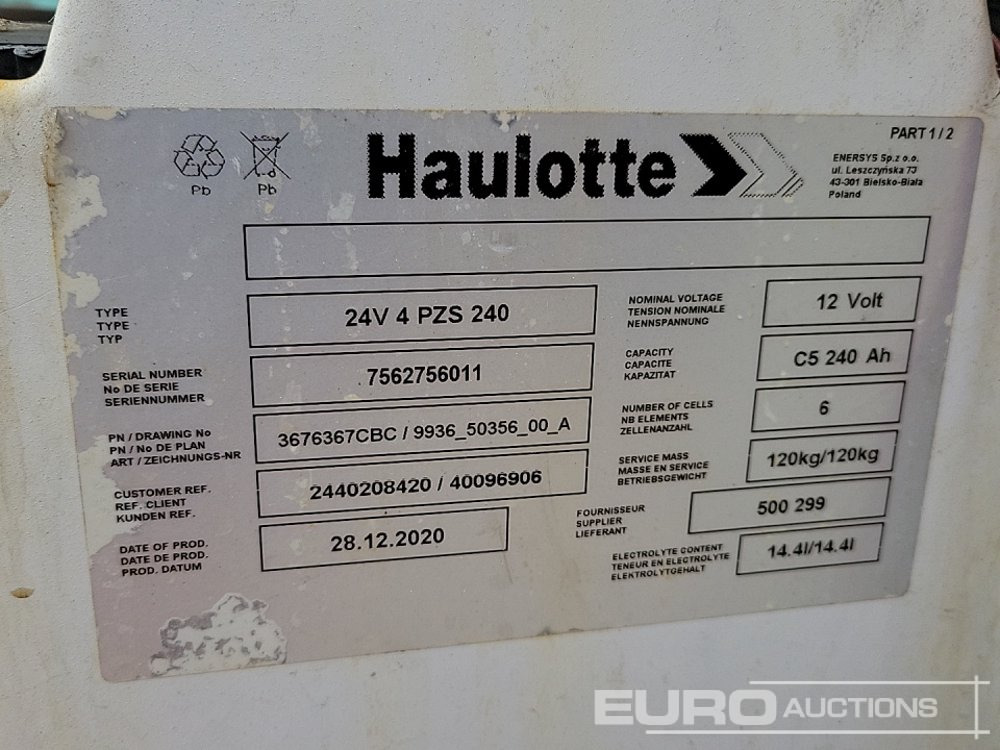 Pb
Pb
Haulotte
PART 1 / 2
ENERSYS Sp.z o.o.
ul. Leszczyńska 73
43-301 Bielsko-Biała
Poland
TYPE
TYPE
TYP
24V 4 PZS 240
SERIAL NUMBER
No DE SERIE
SERIENNUMMER
7562756011
PN / DRAWING No
PN / No DE PLAN
ART / ZEICHNUNGS-NR
3676367CBC / 9936_50356_00_A
CUSTOMER REF.
REF. CLIENT
KUNDEN REF.
2440208420 / 40096906
DATE OF PROD.
DATE DE PROD.
PROD. DATUM
28.12.2020
NOMINAL VOLTAGE
TENSION NOMINALE
NENNSPANNUNG
12 Volt
CAPACITY
CAPACITE
KAPAZITAT
C5 240 Ah
NUMBER OF CELLS
NB ELEMENTS
ZELLENANZAHL
6
SERVICE MASS
MASSE EN SERVICE
BETRIEBSGEWICHT
120kg/120kg
FOURNISSEUR
SUPPLIER
LIEFERANT
500 299
ELECTROLYTE CONTENT
TENEUR EN ELECTROLYTE
ELEKTROLYTGEHALT
14.4l/14.4l
EURO AUCTIONS